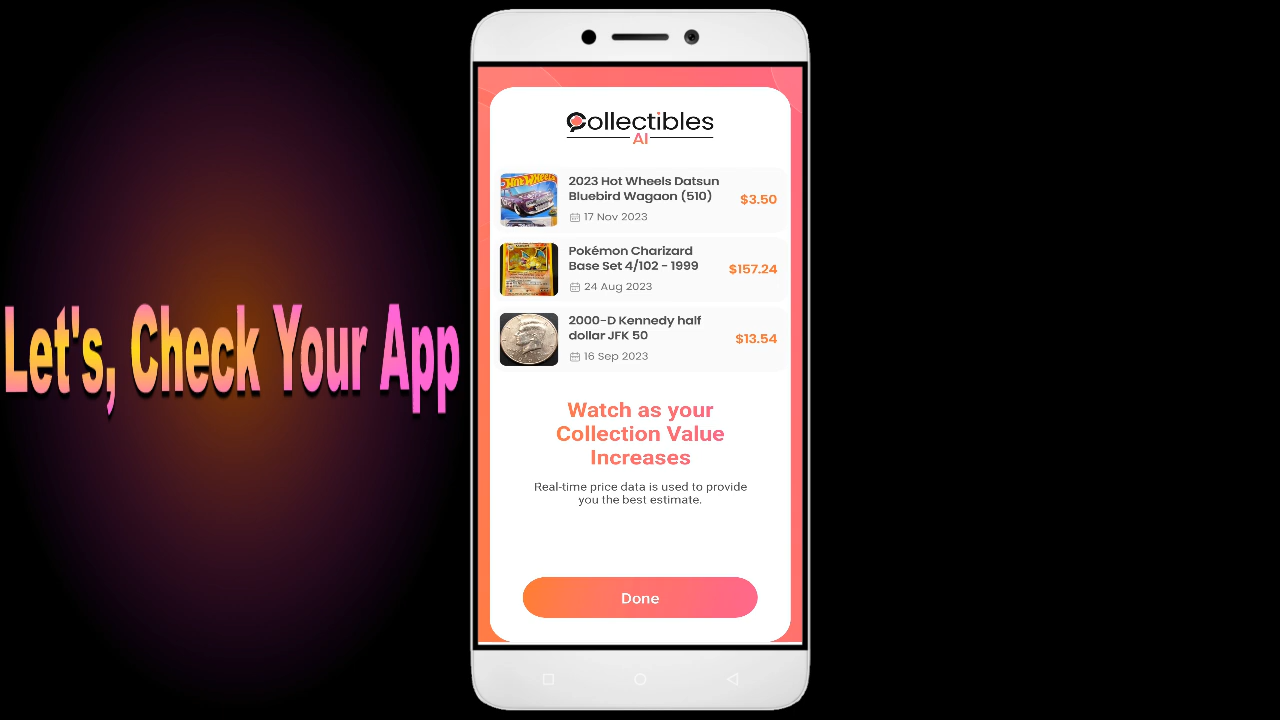 Let's, Check Your App
Collectibles
AI
HotWheels
2023 Hot Wheels Datsun
Bluebird Wagaon (510)
17 Nov 2023
$3.50
Pokémon Charizard
Base Set 4/102 - 1999
24 Aug 2023
$157.24
2000-D Kennedy half
dollar JFK 50
16 Sep 2023
$13.54
Watch as your
Collection Value
Increases
Real-time price data is used to provide
you the best estimate.
Done